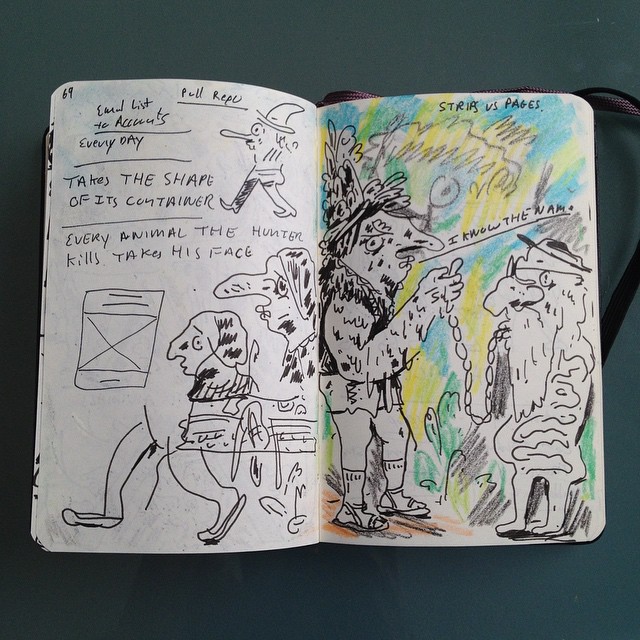 69
Pull Repo
Email List
to Accounts
Every DAY
TAKES THE SHAPE
OF ITS CONTAINER
EVERY ANIMAL THE HUNTER
KILLS TAKES HIS FACE
STRIPS VS PAGES.
I KNOW THE NAME.